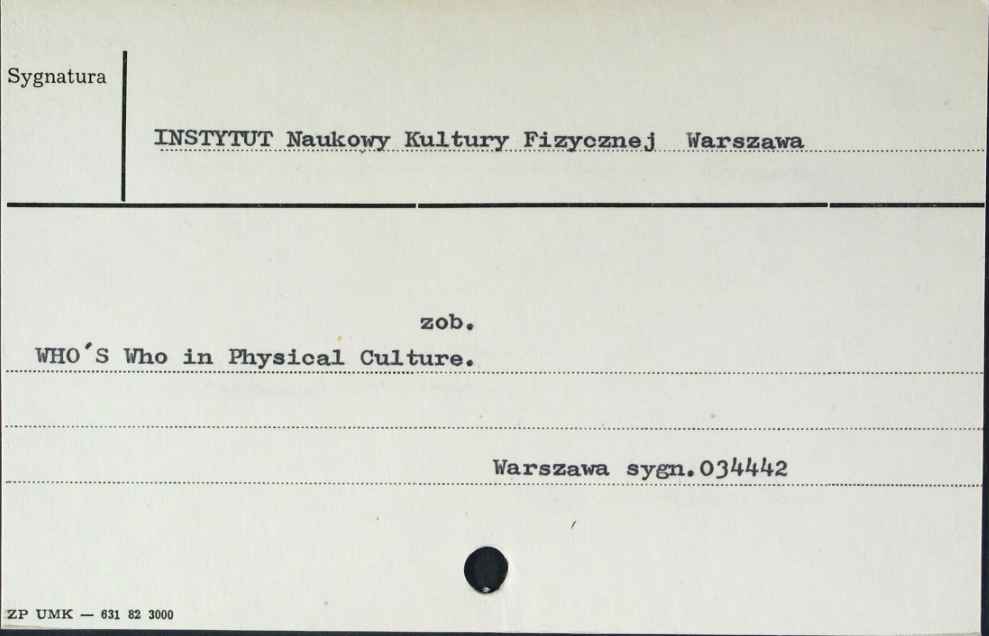 Sygnatura
INSTYTUT Naukowy Kultury Fizycznej Warszawa
zob.
WHO´S Who in Physical Culture.
Warszawa sygn.034442
ZP UMK — 631 82 3000